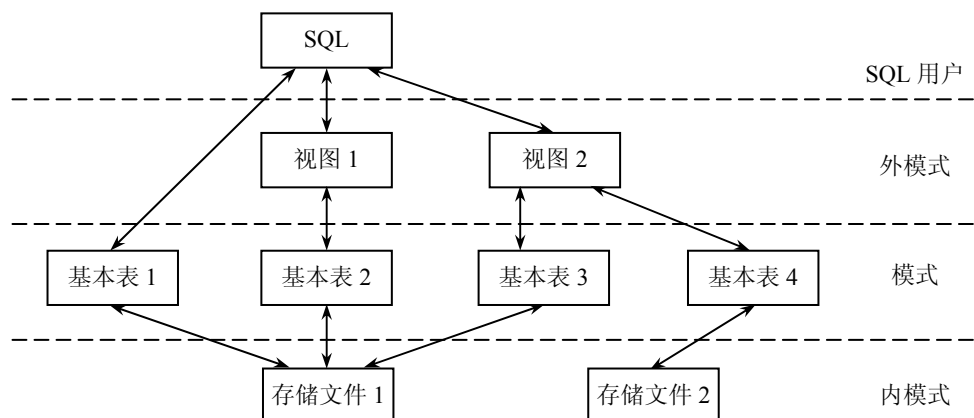 SQL
SQL 用户
视图 1
视图 2
外模式
基本表 1
基本表 2
基本表 3
基本表 4
模式
存储文件 1
存储文件 2
内模式